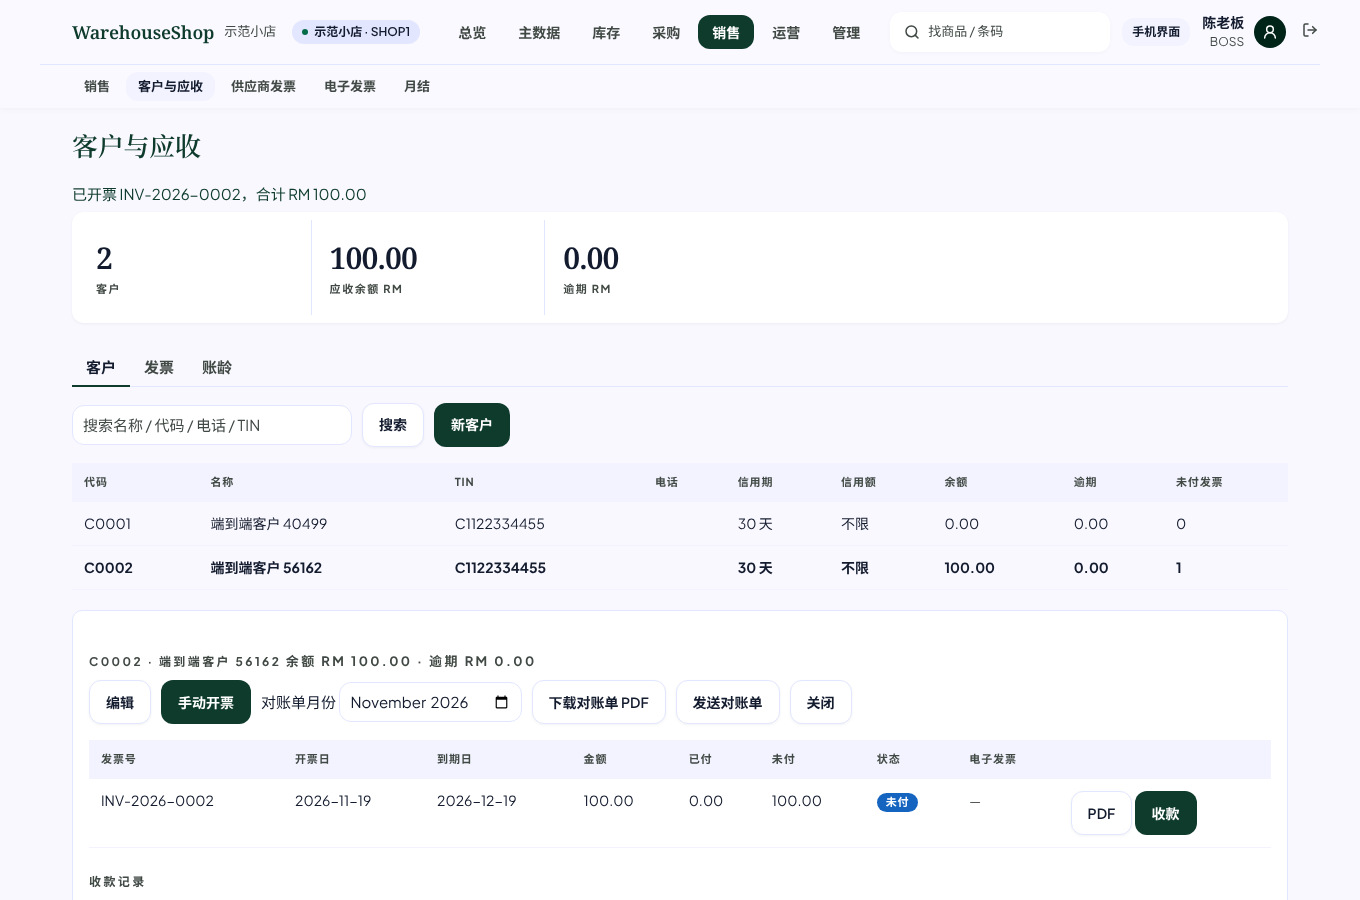 WarehouseShop 示范小店 示范小店 · SHOP1 总览 主数据 库存 采购 销售 运营 管理 找商品 / 条码 手机界面 陈老板 BOSS
销售 客户与应收 供应商发票 电子发票 月结
客户与应收
已开票 INV-2026-0002，合计 RM 100.00
2 100.00 0.00
客户 应收余额 RM 逾期 RM
客户 发票 账龄
搜索名称 / 代码 / 电话 / TIN 搜索 新客户
代码 名称 TIN 电话 信用期 信用额 余额 逾期 未付发票
C0001 端到端客户 40499 C1122334455 30 天 不限 0.00 0.00 0
C0002 端到端客户 56162 C1122334455 30 天 不限 100.00 0.00 1
C0002 · 端到端客户 56162 余额 RM 100.00 · 逾期 RM 0.00
编辑 手动开票 对账单月份 November 2026 下载对账单 PDF 发送对账单 关闭
发票号 开票日 到期日 金额 已付 未付 状态 电子发票
INV-2026-0002 2026-11-19 2026-12-19 100.00 0.00 100.00 未付 — PDF 收款
收款记录